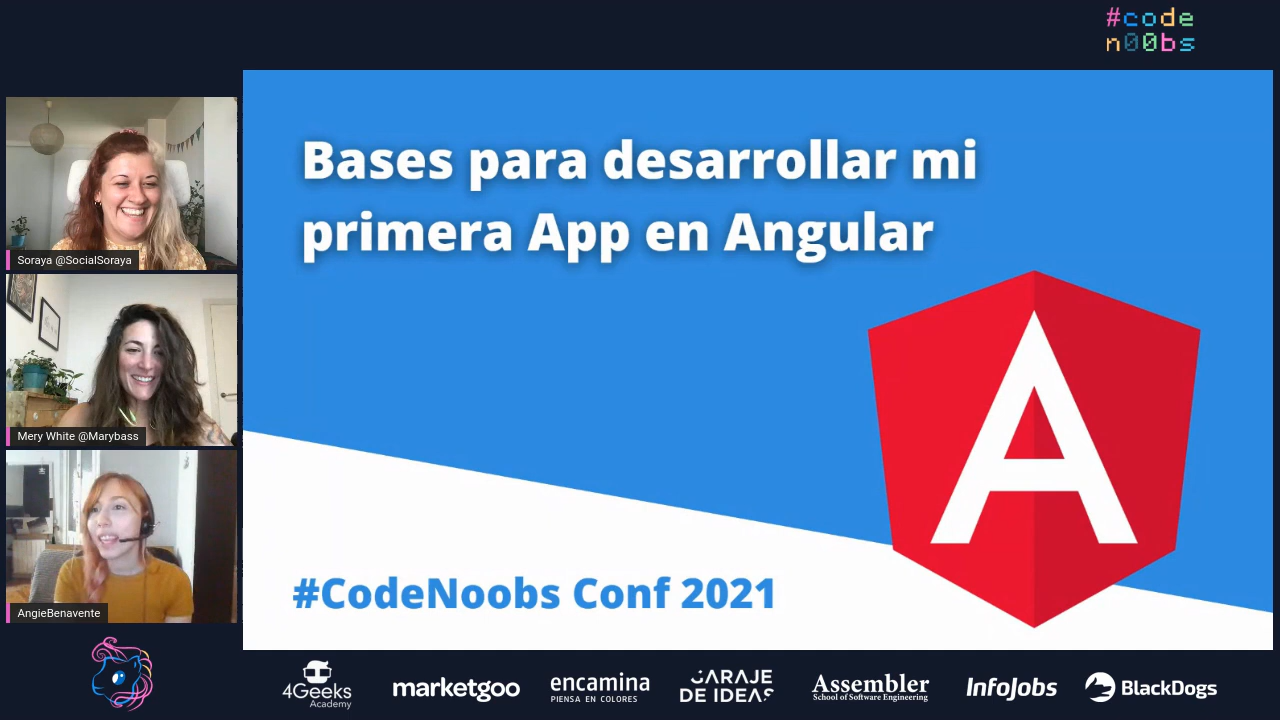 #code
n00bs
Bases para desarrollar mi
primera App en Angular
A
#CodeNoobs Conf 2021
Soraya @SocialSoraya
Mery White @Marybass
AngieBenavente
4Geeks
Academy
marketgoo
encamina
PIENSA EN COLORES
GARAJE
DE IDEAS
Assembler
School of Software Engineering
InfoJobs
BlackDogs